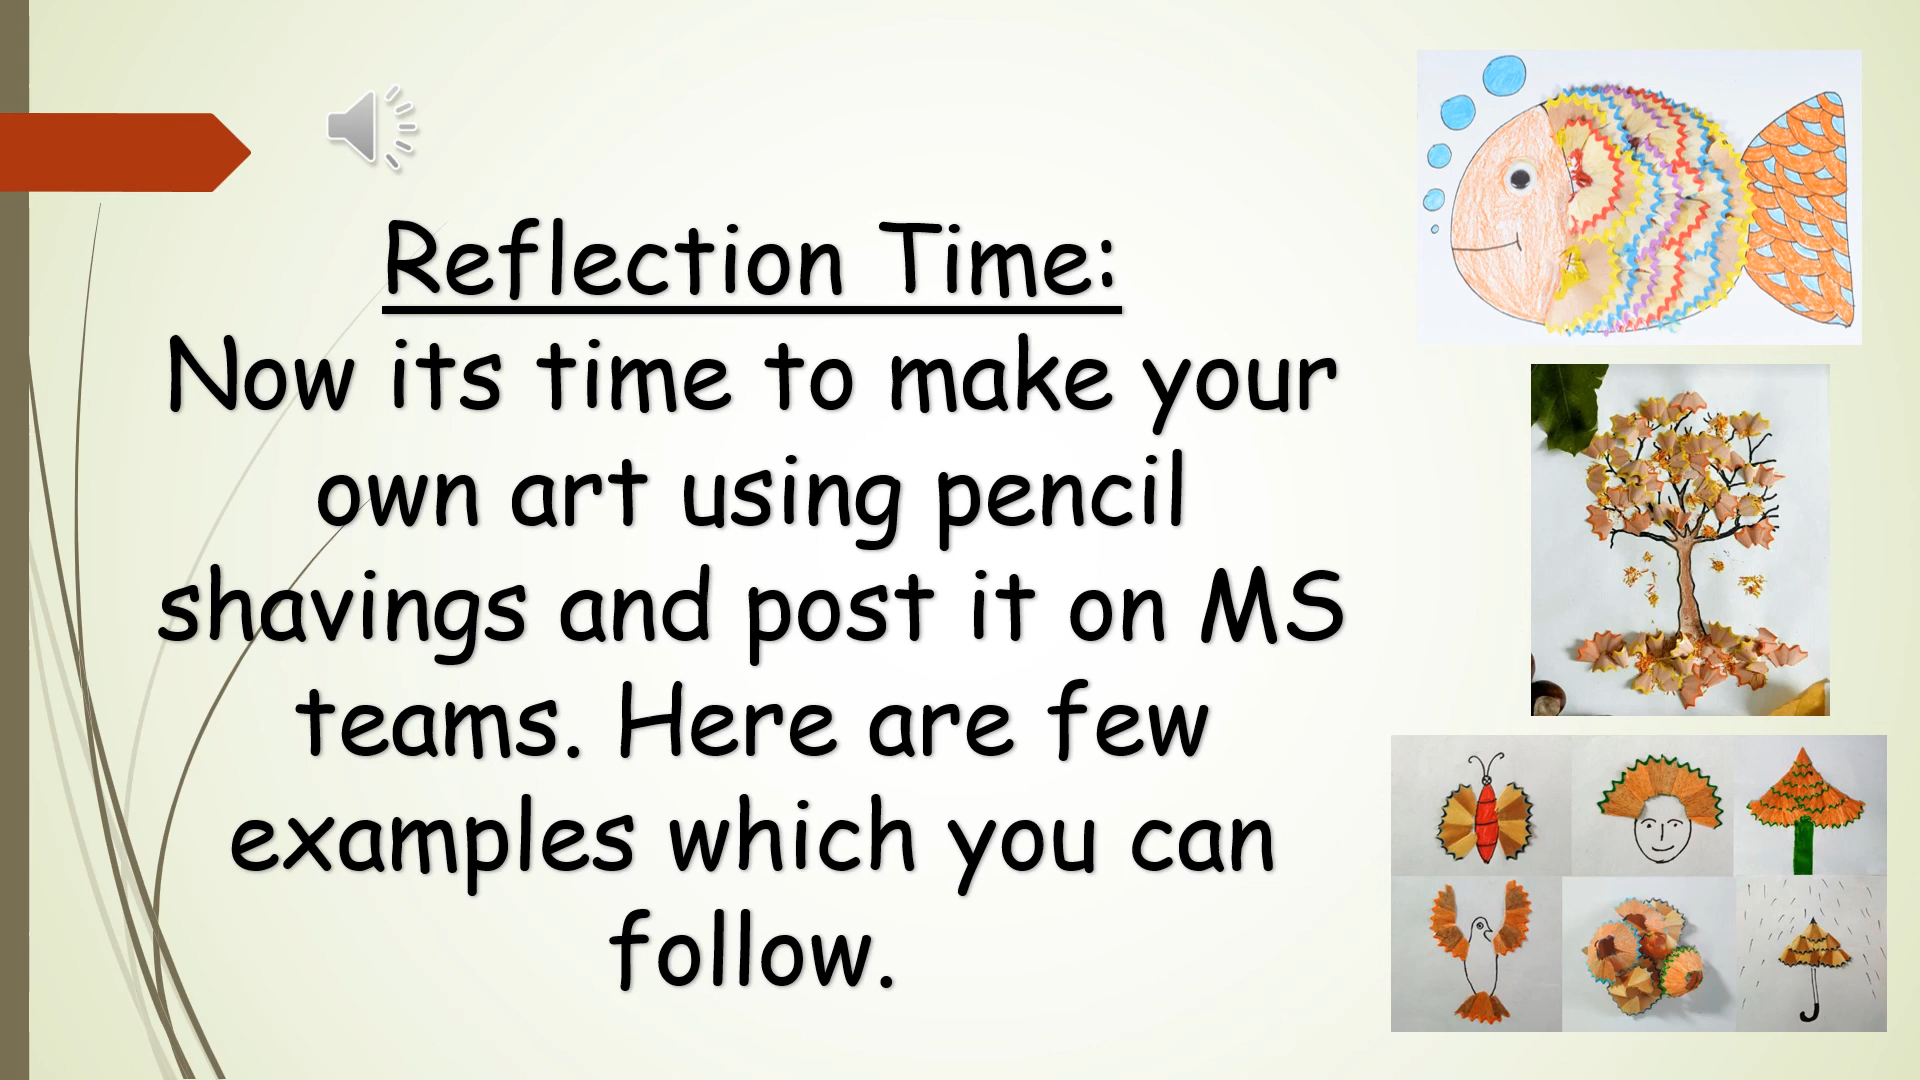 Reflection Time:
Now its time to make your
own art using pencil
shavings and post it on MS
teams. Here are few
examples which you can
follow.